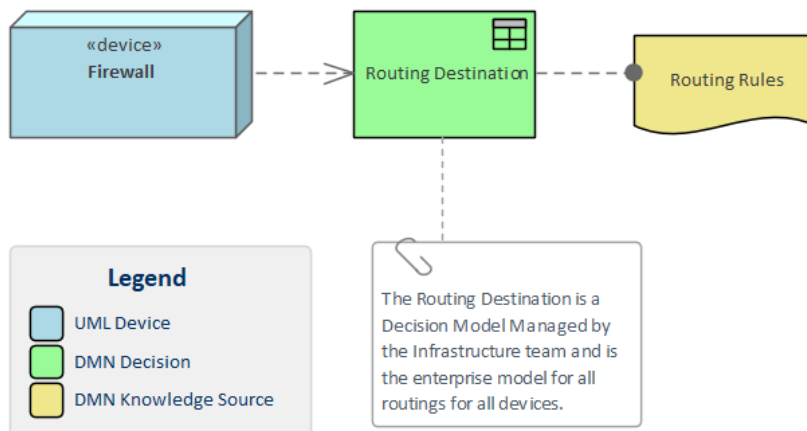 «device»
Firewall
Routing Destination
Routing Rules
Legend
UML Device
DMN Decision
DMN Knowledge Source
The Routing Destination is a
Decision Model Managed by
the Infrastructure team and is
the enterprise model for all
routings for all devices.